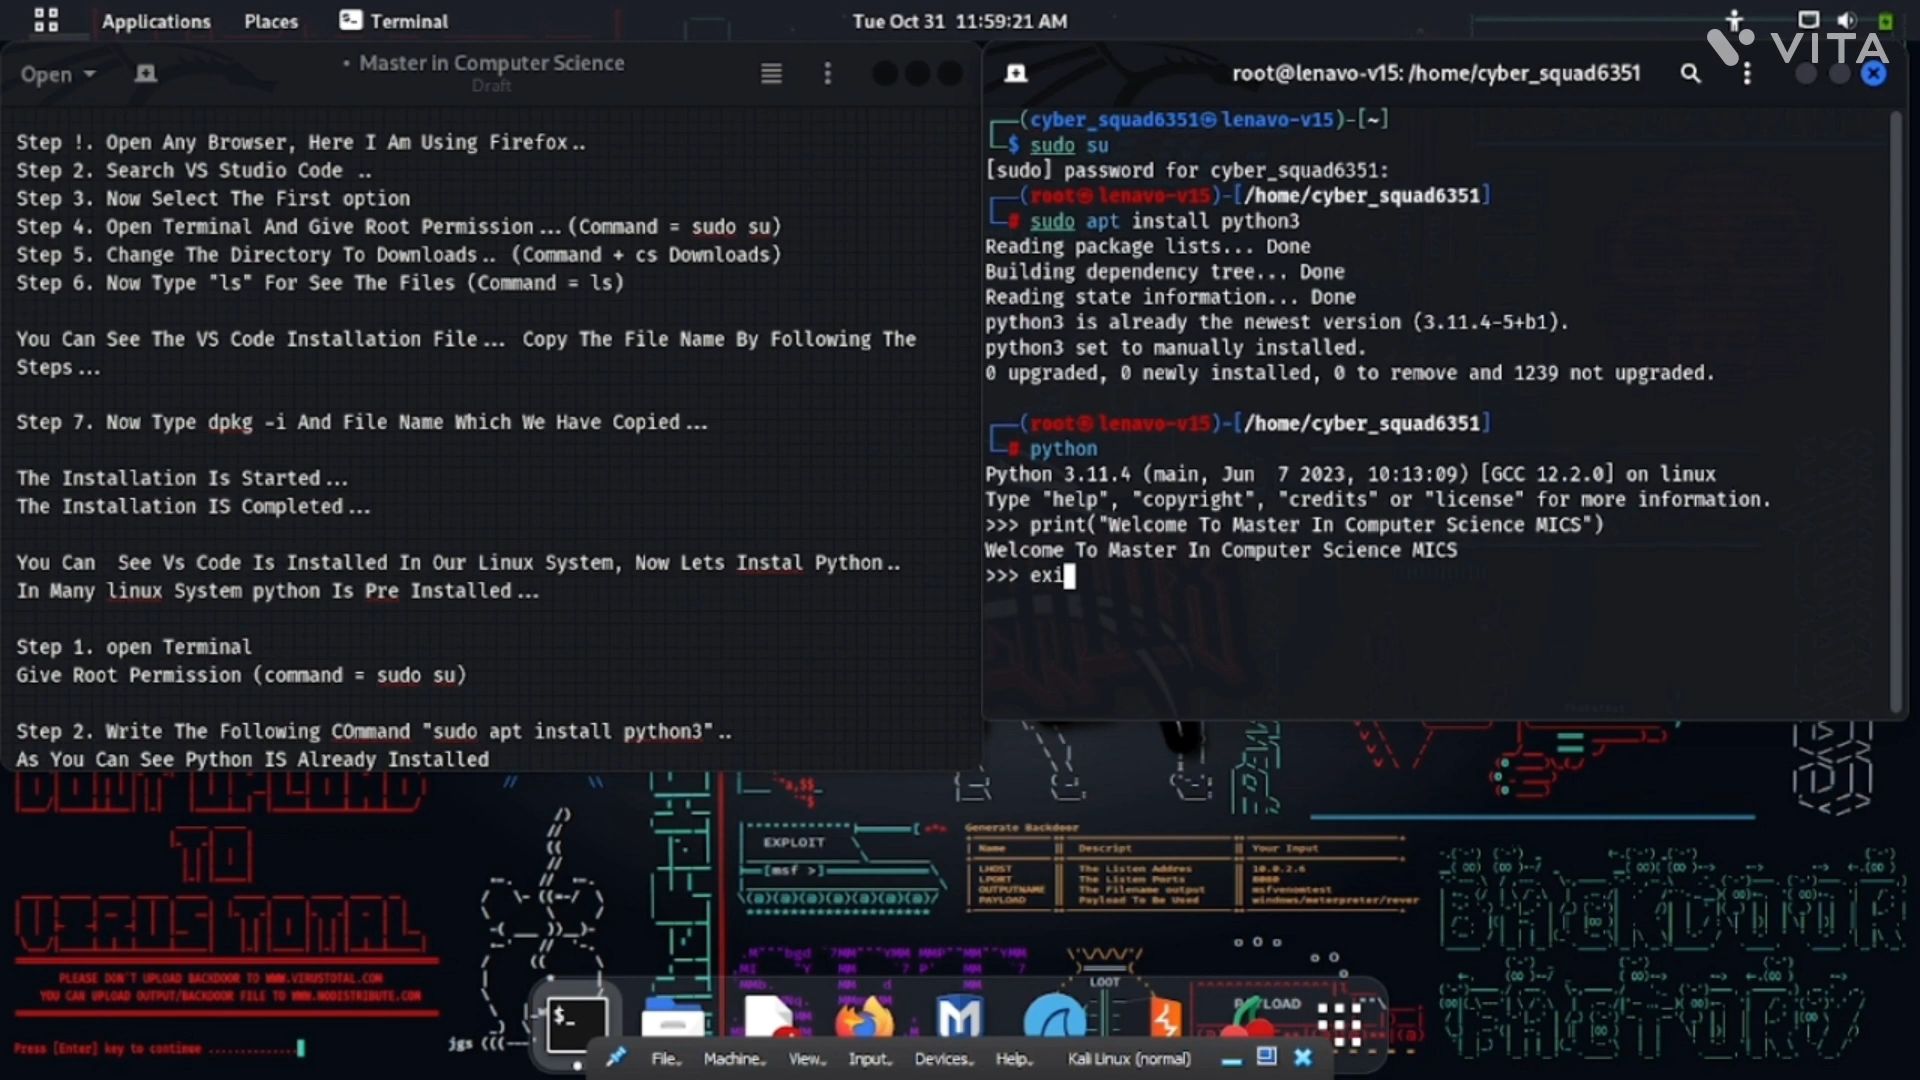 Applications Places Terminal Tue Oct 31 11:59:21 AM
VITA
Open • Master in Computer Science
Draft
Step !. Open Any Browser, Here I Am Using Firefox..
Step 2. Search VS Studio Code ..
Step 3. Now Select The First option
Step 4. Open Terminal And Give Root Permission...(Command = sudo su)
Step 5. Change The Directory To Downloads.. (Command + cs Downloads)
Step 6. Now Type "ls" For See The Files (Command = ls)
You Can See The VS Code Installation File... Copy The File Name By Following The
Steps...
Step 7. Now Type dpkg -i And File Name Which We Have Copied...
The Installation Is Started...
The Installation IS Completed...
You Can  See Vs Code Is Installed In Our Linux System, Now Lets Instal Python..
In Many linux System python Is Pre Installed...
Step 1. open Terminal
Give Root Permission (command = sudo su)
Step 2. Write The Following COmmand "sudo apt install python3"..
As You Can See Python IS Already Installed
root@lenavo-v15: /home/cyber_squad6351
(cyber_squad6351㉿lenavo-v15)-[~]
$ sudo su
[sudo] password for cyber_squad6351:
(root㉿lenavo-v15)-[/home/cyber_squad6351]
# sudo apt install python3
Reading package lists... Done
Building dependency tree... Done
Reading state information... Done
python3 is already the newest version (3.11.4-5+b1).
python3 set to manually installed.
0 upgraded, 0 newly installed, 0 to remove and 1239 not upgraded.
(root㉿lenavo-v15)-[/home/cyber_squad6351]
# python
Python 3.11.4 (main, Jun  7 2023, 10:13:09) [GCC 12.2.0] on linux
Type "help", "copyright", "credits" or "license" for more information.
>>> print("Welcome To Master In Computer Science MICS")
Welcome To Master In Computer Science MICS
>>> exi
DONT UPLOAD
TO
VIRUS TOTAL
PLEASE DON'T UPLOAD BACKDOOR TO WWW.VIRUSTOTAL.COM
YOU CAN UPLOAD OUTPUT/BACKDOOR FILE TO WWW.NODISTRIBUTE.COM
Press [Enter] key to continue ..............
jgs
EXPLOIT
[msf >]
Generate Backdoor
Name Descript Your Input
LHOST The Listen Addres 10.0.2.6
LPORT The Listen Ports 8080
OUTPUTNAME The Filename output msfvenomtest
PAYLOAD Payload To Be Used windows/meterpreter/rever
LOOT
BACKDOOR
FACTORY
File Machine View Input Devices Help Kali Linux (normal)